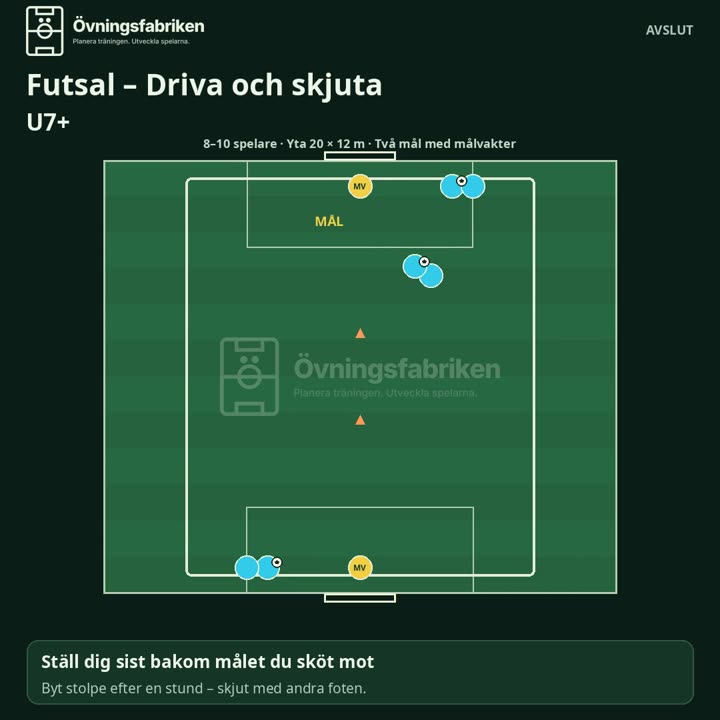 Övningsfabriken
Planera träningen. Utveckla spelarna.
AVSLUT
Futsal – Driva och skjuta
U7+
8–10 spelare · Yta 20 × 12 m · Två mål med målvakter
MV
MÅL
Övningsfabriken
Planera träningen. Utveckla spelarna.
MV
Ställ dig sist bakom målet du sköt mot
Byt stolpe efter en stund – skjut med andra foten.